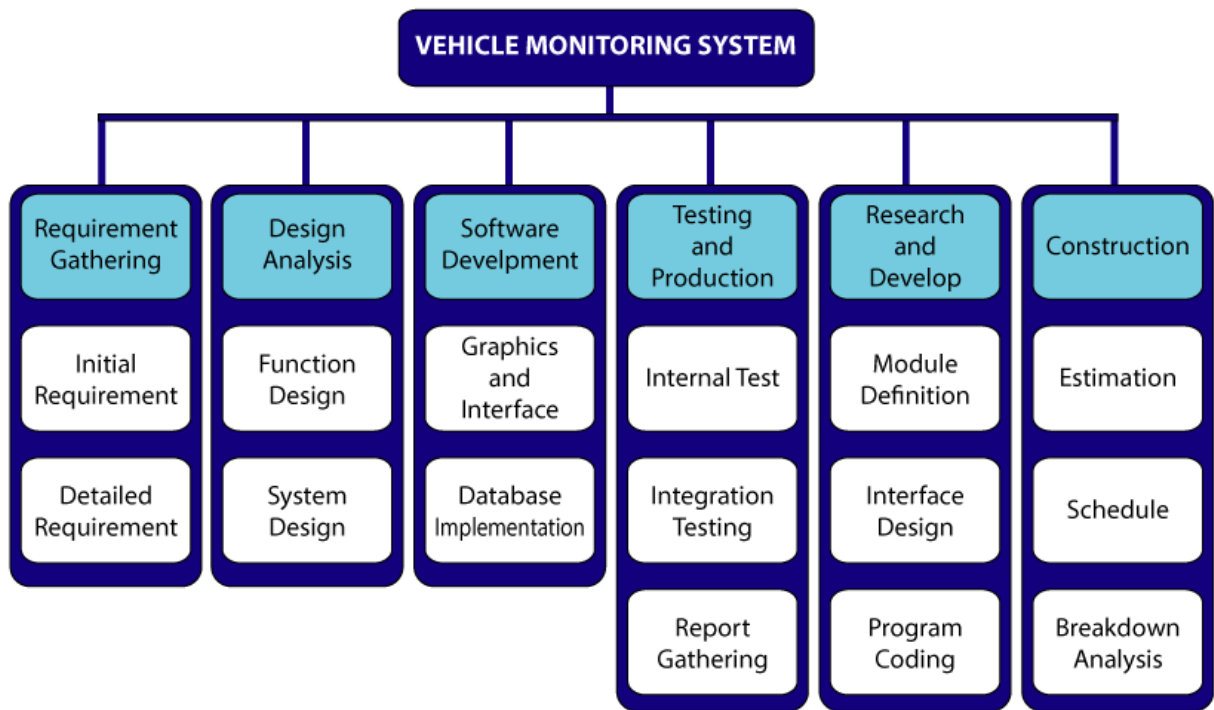 VEHICLE MONITORING SYSTEM
Requirement
Gathering
Initial
Requirement
Detailed
Requirement
Design
Analysis
Function
Design
System
Design
Software
Develpment
Graphics
and
Interface
Database
Implementation
Testing
and
Production
Internal Test
Integration
Testing
Report
Gathering
Research
and
Develop
Module
Definition
Interface
Design
Program
Coding
Construction
Estimation
Schedule
Breakdown
Analysis